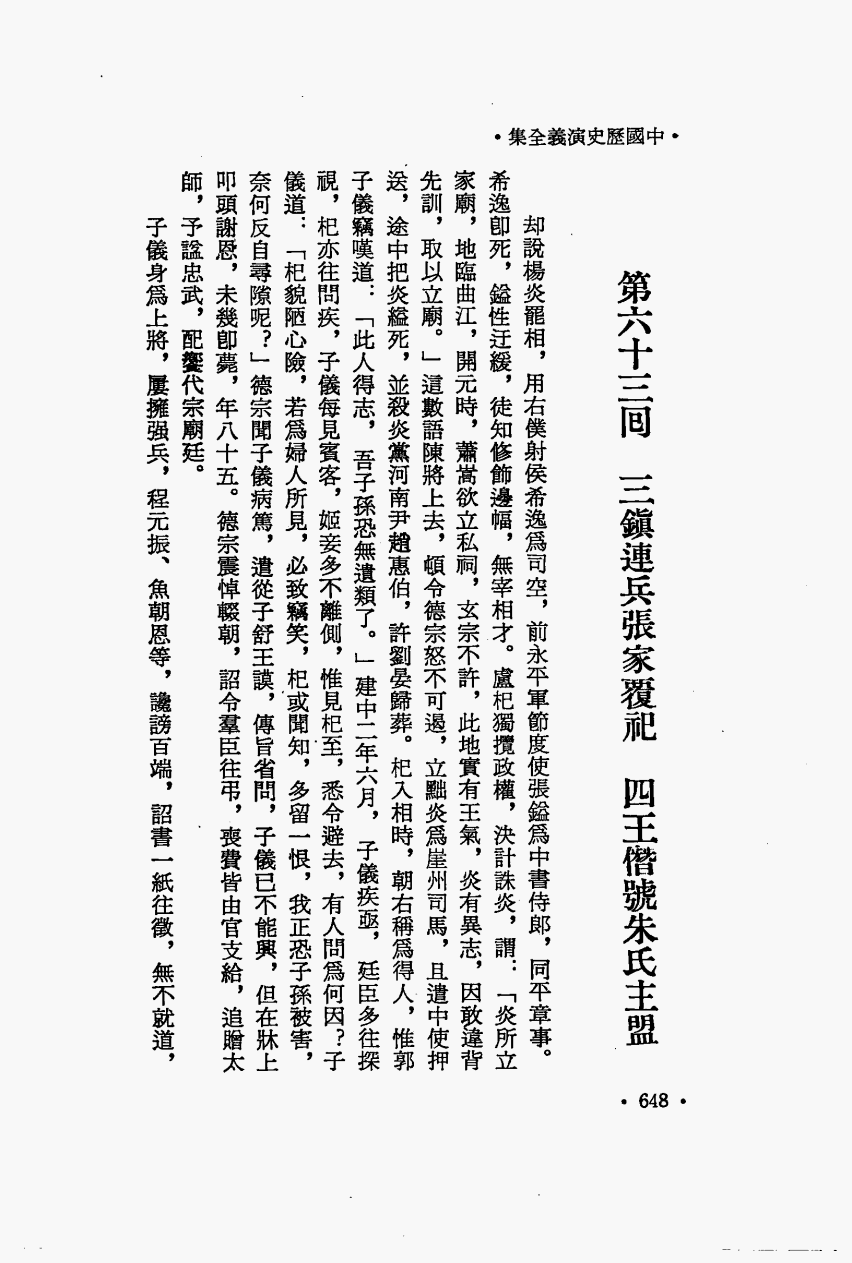 •中國歷史演義全集•
第六十三回　三鎭連兵張家覆祀　四王僭號朱氏主盟
却說楊炎罷相，用右僕射侯希逸爲司空，前永平軍節度使張鎰爲中書侍郎，同平章事。
希逸卽死，鎰性迂緩，徒知修飾邊幅，無宰相才。盧杞獨攬政權，決計誅炎，謂：「炎所立
家廟，地臨曲江，開元時，蕭嵩欲立私祠，玄宗不許，此地實有王氣，炎有異志，因敢違背
先訓，取以立廟。」這數語陳將上去，頓令德宗怒不可遏，立黜炎爲崖州司馬，且遣中使押
送，途中把炎縊死，並殺炎黨河南尹趙惠伯，許劉晏歸葬。杞入相時，朝右稱爲得人，惟郭
子儀竊嘆道：「此人得志，吾子孫恐無遺類了。」建中二年六月，子儀疾亟，廷臣多往探
視，杞亦往問疾，子儀每見賓客，姬妾多不離側，惟見杞至，悉令避去，有人問爲何因？子
儀道：「杞貌陋心險，若爲婦人所見，必致竊笑，杞或聞知，多留一恨，我正恐子孫被害，
奈何反自尋隙呢？」德宗聞子儀病篤，遣從子舒王謨，傳旨省問，子儀已不能興，但在牀上
叩頭謝恩，未幾卽薨，年八十五。德宗震悼輟朝，詔令羣臣往弔，喪費皆由官支給，追贈太
師，予諡忠武，配饗代宗廟廷。
子儀身爲上將，屢擁强兵，程元振、魚朝恩等，讒謗百端，詔書一紙往徵，無不就道，
•648•